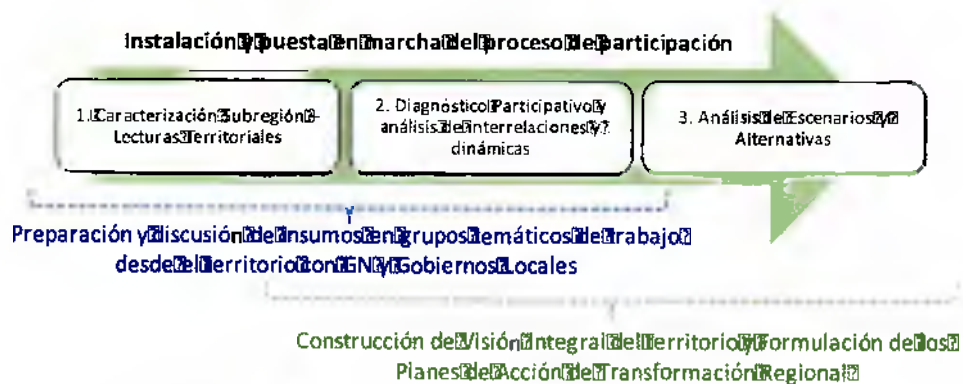 Instalación y puesta en marcha del proceso de participación
1. Caracterización Subregión –
Lecturas Territoriales
2. Diagnóstico Participativo y
análisis de interrelaciones y
dinámicas
3. Análisis de Escenarios y
Alternativas
Preparación y discusión de insumos en grupos temáticos de trabajo
desde el territorio con GN y Gobiernos Locales
Construcción de Visión Integral del Territorio y Formulación de los
Planes de Acción de Transformación Regional